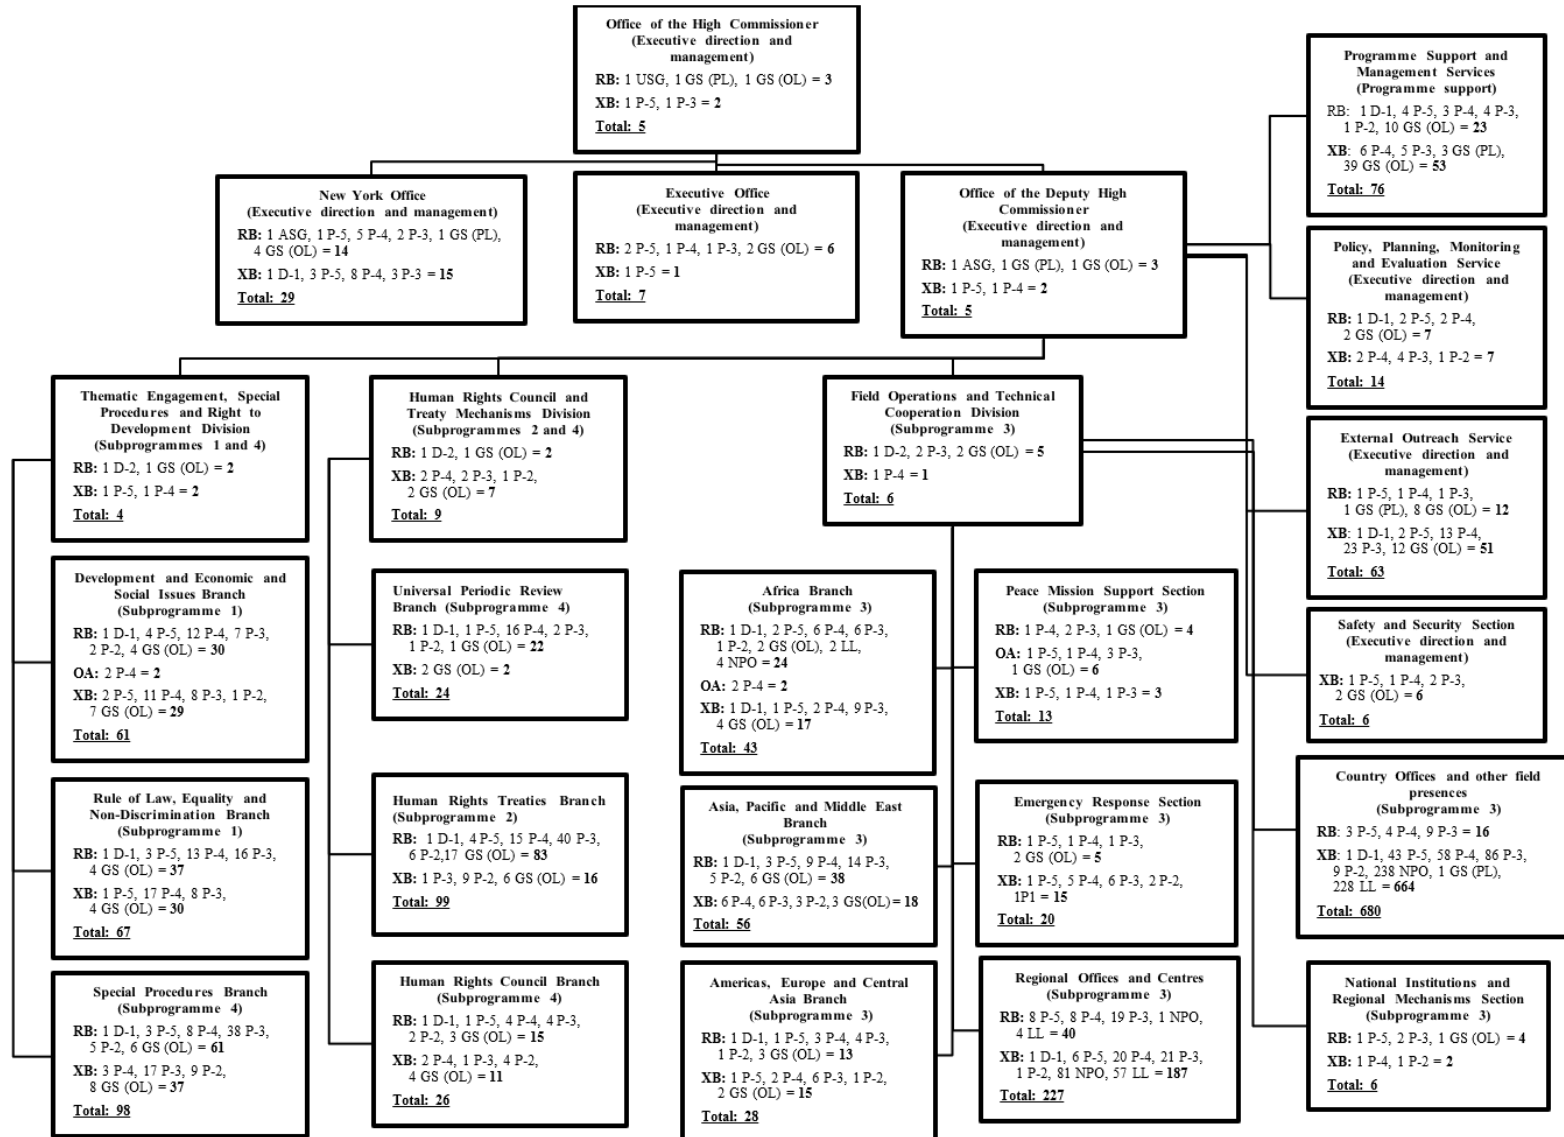 Office of the High Commissioner
(Executive direction and
management)
RB: 1 USG, 1 GS (PL), 1 GS (OL) = 3
XB: 1 P-5, 1 P-3 = 2
Total: 5
New York Office
(Executive direction and management)
RB: 1 ASG, 1 P-5, 5 P-4, 2 P-3, 1 GS (PL),
4 GS (OL) = 14
XB: 1 D-1, 3 P-5, 8 P-4, 3 P-3 = 15
Total: 29
Executive Office
(Executive direction and
management)
RB: 2 P-5, 1 P-4, 1 P-3, 2 GS (OL) = 6
XB: 1 P-5 = 1
Total: 7
Office of the Deputy High
Commissioner
(Executive direction and
management)
RB: 1 ASG, 1 GS (PL), 1 GS (OL) = 3
XB: 1 P-5, 1 P-4 = 2
Total: 5
Programme Support and
Management Services
(Programme support)
RB: 1 D-1, 4 P-5, 3 P-4, 4 P-3,
1 P-2, 10 GS (OL) = 23
XB: 6 P-4, 5 P-3, 3 GS (PL),
39 GS (OL) = 53
Total: 76
Policy, Planning, Monitoring
and Evaluation Service
(Executive direction and
management)
RB: 1 D-1, 2 P-5, 2 P-4,
2 GS (OL) = 7
XB: 2 P-4, 4 P-3, 1 P-2 = 7
Total: 14
External Outreach Service
(Executive direction and
management)
RB: 1 P-5, 1 P-4, 1 P-3,
1 GS (PL), 8 GS (OL) = 12
XB: 1 D-1, 2 P-5, 13 P-4,
23 P-3, 12 GS (OL) = 51
Total: 63
Safety and Security Section
(Executive direction and
management)
XB: 1 P-5, 1 P-4, 2 P-3,
2 GS (OL) = 6
Total: 6
Thematic Engagement, Special
Procedures and Right to
Development Division
(Subprogrammes 1 and 4)
RB: 1 D-2, 1 GS (OL) = 2
XB: 1 P-5, 1 P-4 = 2
Total: 4
Development and Economic and
Social Issues Branch
(Subprogramme 1)
RB: 1 D-1, 4 P-5, 12 P-4, 7 P-3,
2 P-2, 4 GS (OL) = 30
OA: 2 P-4 = 2
XB: 2 P-5, 11 P-4, 8 P-3, 1 P-2,
7 GS (OL) = 29
Total: 61
Rule of Law, Equality and
Non-Discrimination Branch
(Subprogramme 1)
RB: 1 D-1, 3 P-5, 13 P-4, 16 P-3,
4 GS (OL) = 37
XB: 1 P-5, 17 P-4, 8 P-3,
4 GS (OL) = 30
Total: 67
Special Procedures Branch
(Subprogramme 4)
RB: 1 D-1, 3 P-5, 8 P-4, 38 P-3,
5 P-2, 6 GS (OL) = 61
XB: 3 P-4, 17 P-3, 9 P-2,
8 GS (OL) = 37
Total: 98
Human Rights Council and
Treaty Mechanisms Division
(Subprogrammes 2 and 4)
RB: 1 D-2, 1 GS (OL) = 2
XB: 2 P-4, 2 P-3, 1 P-2,
2 GS (OL) = 7
Total: 9
Universal Periodic Review
Branch (Subprogramme 4)
RB: 1 D-1, 1 P-5, 16 P-4, 2 P-3,
1 P-2, 1 GS (OL) = 22
XB: 2 GS (OL) = 2
Total: 24
Human Rights Treaties Branch
(Subprogramme 2)
RB: 1 D-1, 4 P-5, 15 P-4, 40 P-3,
6 P-2,17 GS (OL) = 83
XB: 1 P-3, 9 P-2, 6 GS (OL) = 16
Total: 99
Human Rights Council Branch
(Subprogramme 4)
RB: 1 D-1, 1 P-5, 4 P-4, 4 P-3,
2 P-2, 3 GS (OL) = 15
XB: 2 P-4, 1 P-3, 4 P-2,
4 GS (OL) = 11
Total: 26
Field Operations and Technical
Cooperation Division
(Subprogramme 3)
RB: 1 D-2, 2 P-3, 2 GS (OL) = 5
XB: 1 P-4 = 1
Total: 6
Africa Branch
(Subprogramme 3)
RB: 1 D-1, 2 P-5, 6 P-4, 6 P-3,
1 P-2, 2 GS (OL), 2 LL,
4 NPO = 24
OA: 2 P-4 = 2
XB: 1 D-1, 1 P-5, 2 P-4, 9 P-3,
4 GS (OL) = 17
Total: 43
Asia, Pacific and Middle East
Branch
(Subprogramme 3)
RB: 1 D-1, 3 P-5, 9 P-4, 14 P-3,
5 P-2, 6 GS (OL) = 38
XB: 6 P-4, 6 P-3, 3 P-2, 3 GS(OL) = 18
Total: 56
Americas, Europe and Central
Asia Branch
(Subprogramme 3)
RB: 1 D-1, 1 P-5, 3 P-4, 4 P-3,
1 P-2, 3 GS (OL) = 13
XB: 1 P-5, 2 P-4, 6 P-3, 1 P-2,
2 GS (OL) = 15
Total: 28
Peace Mission Support Section
(Subprogramme 3)
RB: 1 P-4, 2 P-3, 1 GS (OL) = 4
OA: 1 P-5, 1 P-4, 3 P-3,
1 GS (OL) = 6
XB: 1 P-5, 1 P-4, 1 P-3 = 3
Total: 13
Emergency Response Section
(Subprogramme 3)
RB: 1 P-5, 1 P-4, 1 P-3,
2 GS (OL) = 5
XB: 1 P-5, 5 P-4, 6 P-3, 2 P-2,
1P1 = 15
Total: 20
Regional Offices and Centres
(Subprogramme 3)
RB: 8 P-5, 8 P-4, 19 P-3, 1 NPO,
4 LL = 40
XB: 1 D-1, 6 P-5, 20 P-4, 21 P-3,
1 P-2, 81 NPO, 57 LL = 187
Total: 227
Country Offices and other field
presences
(Subprogramme 3)
RB: 3 P-5, 4 P-4, 9 P-3 = 16
XB: 1 D-1, 43 P-5, 58 P-4, 86 P-3,
9 P-2, 238 NPO, 1 GS (PL),
228 LL = 664
Total: 680
National Institutions and
Regional Mechanisms Section
(Subprogramme 3)
RB: 1 P-5, 2 P-3, 1 GS (OL) = 4
XB: 1 P-4, 1 P-2 = 2
Total: 6